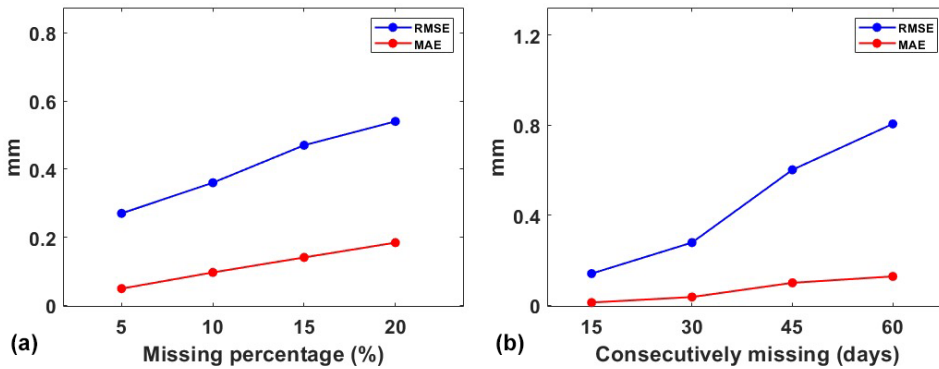 0.8
0.6
0.4
0.2
0
mm
RMSE
MAE
5 10 15 20
(a) Missing percentage (%)
1.2
0.8
0.4
0
mm
RMSE
MAE
15 30 45 60
(b) Consecutively missing (days)